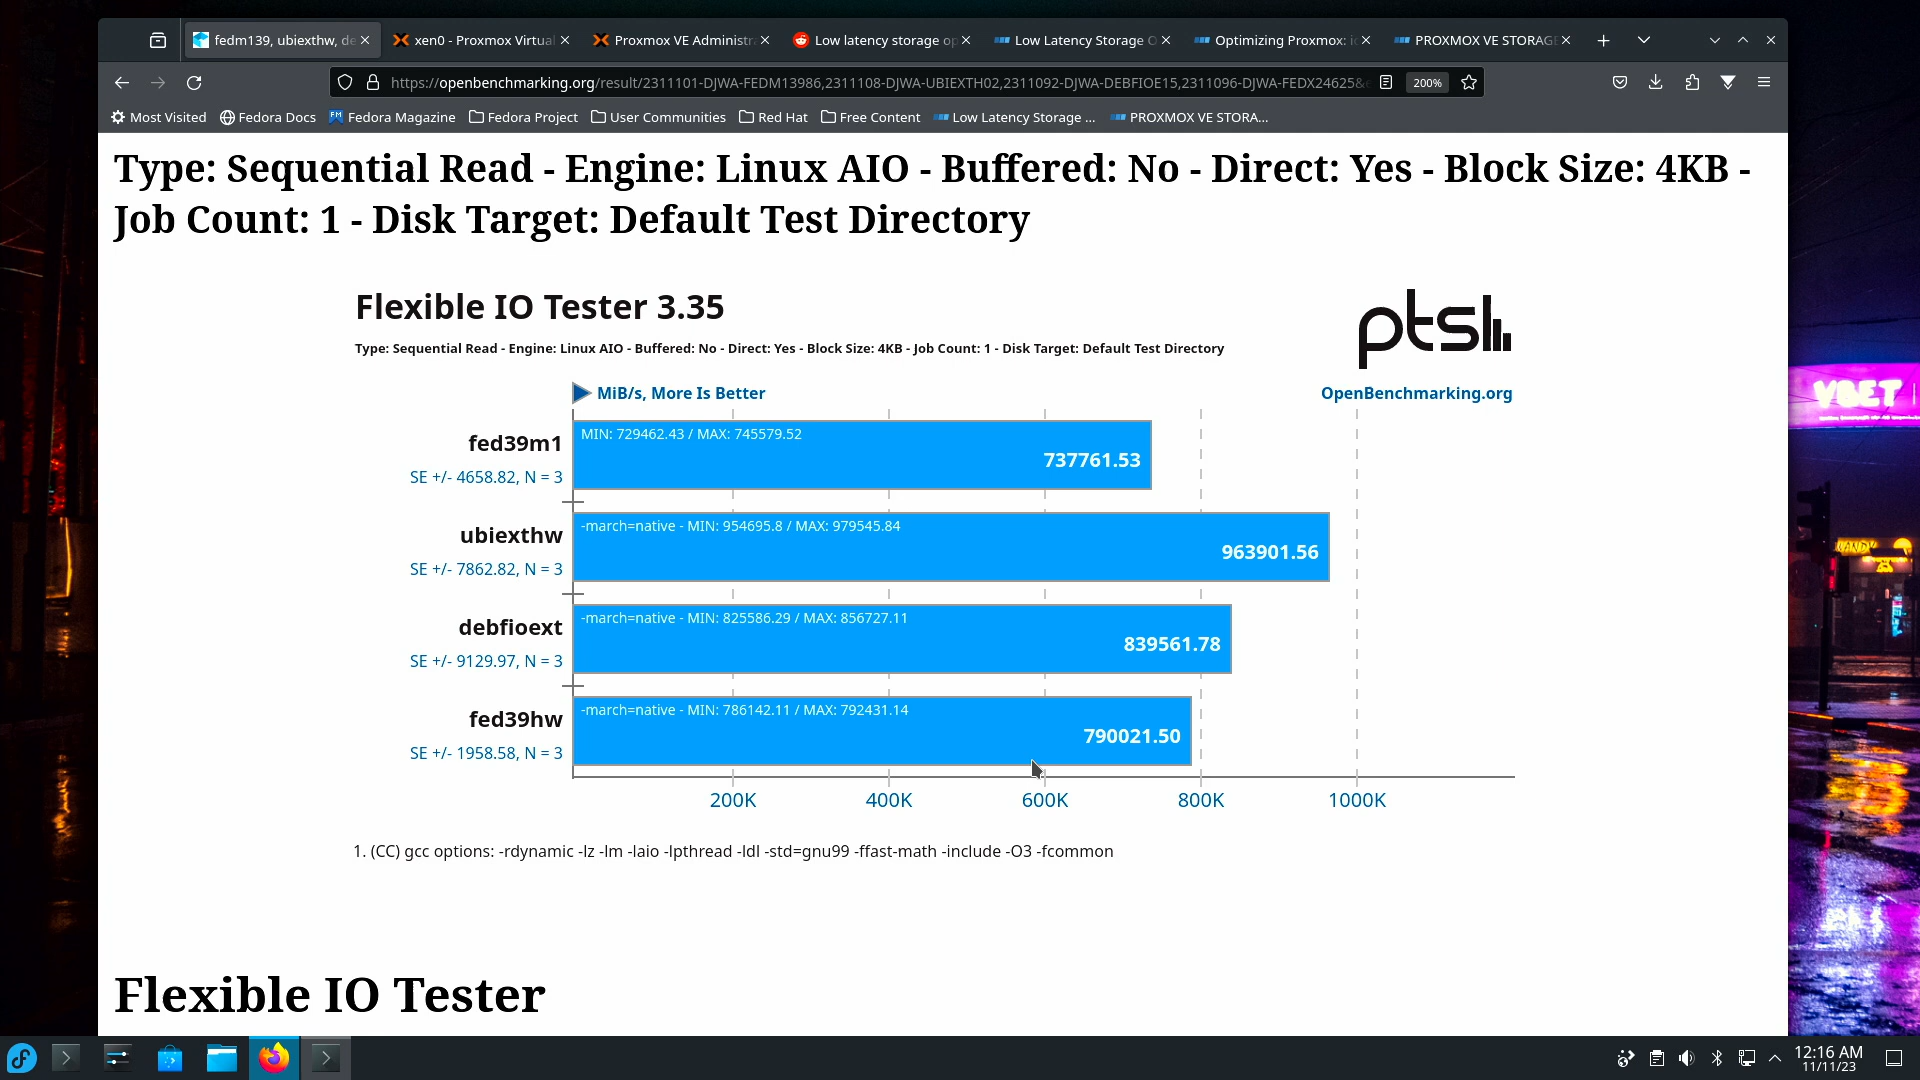 fedm139, ubiexthw, de
xen0 - Proxmox Virtual
Proxmox VE Administra
Low latency storage op
Low Latency Storage O
Optimizing Proxmox: i
PROXMOX VE STORAGE
https://openbenchmarking.org/result/2311101-DJWA-FEDM13986,2311108-DJWA-UBIEXTH02,2311092-DJWA-DEBFIOE15,2311096-DJWA-FEDX24625&e
200%
Most Visited
Fedora Docs
Fedora Magazine
Fedora Project
User Communities
Red Hat
Free Content
Low Latency Storage ...
PROXMOX VE STORA...
Type: Sequential Read - Engine: Linux AIO - Buffered: No - Direct: Yes - Block Size: 4KB -
Job Count: 1 - Disk Target: Default Test Directory
Flexible IO Tester 3.35
pts
Type: Sequential Read - Engine: Linux AIO - Buffered: No - Direct: Yes - Block Size: 4KB - Job Count: 1 - Disk Target: Default Test Directory
MiB/s, More Is Better
OpenBenchmarking.org
fed39m1
SE +/- 4658.82, N = 3
MIN: 729462.43 / MAX: 745579.52
737761.53
ubiexthw
SE +/- 7862.82, N = 3
-march=native - MIN: 954695.8 / MAX: 979545.84
963901.56
debfioext
SE +/- 9129.97, N = 3
-march=native - MIN: 825586.29 / MAX: 856727.11
839561.78
fed39hw
SE +/- 1958.58, N = 3
-march=native - MIN: 786142.11 / MAX: 792431.14
790021.50
200K
400K
600K
800K
1000K
1. (CC) gcc options: -rdynamic -lz -lm -laio -lpthread -ldl -std=gnu99 -ffast-math -include -O3 -fcommon
Flexible IO Tester
VBET
12:16 AM
11/11/23